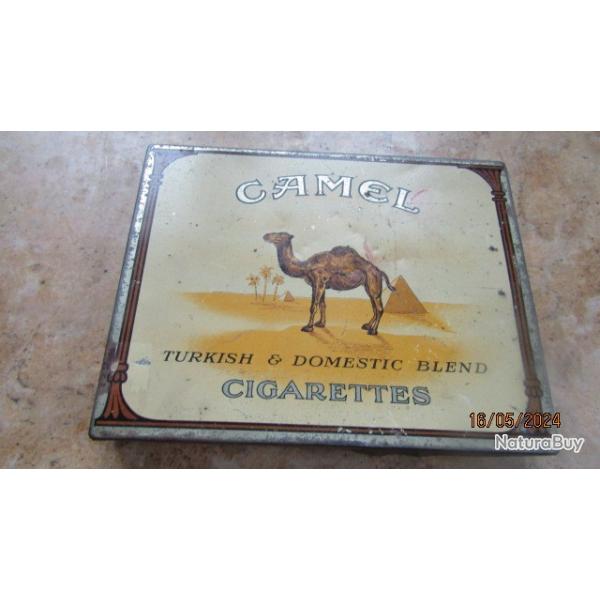 CAMEL
TURKISH & DOMESTIC BLEND
CIGARETTES
16/05/2024
NaturaBuy